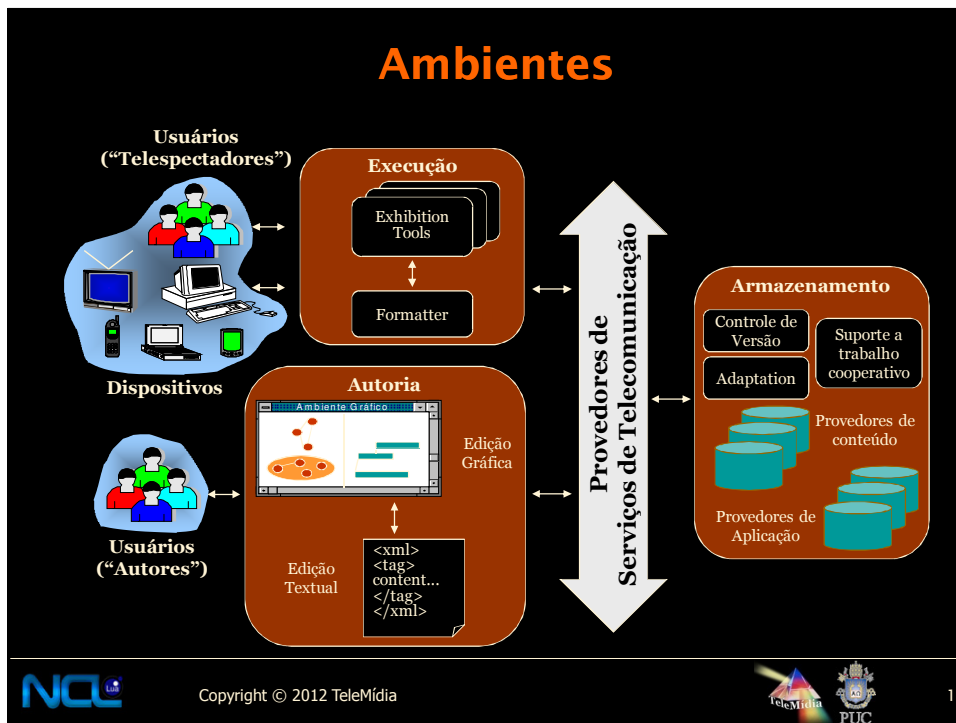 Ambientes
Usuários
(“Telespectadores”)
Dispositivos
Execução
Exhibition
Tools
Formatter
Usuários
(“Autores”)
Autoria
Ambiente Gráfico
Edição
Gráfica
Edição
Textual
<xml>
<tag>
content...
</tag>
</xml>
Provedores de
Serviços de Telecomunicação
Armazenamento
Controle de
Versão
Suporte a
trabalho
cooperativo
Adaptation
Provedores de
conteúdo
Provedores de
Aplicação
NCL
Lua
Copyright © 2012 TeleMídia
TeleMídia
PUC
1